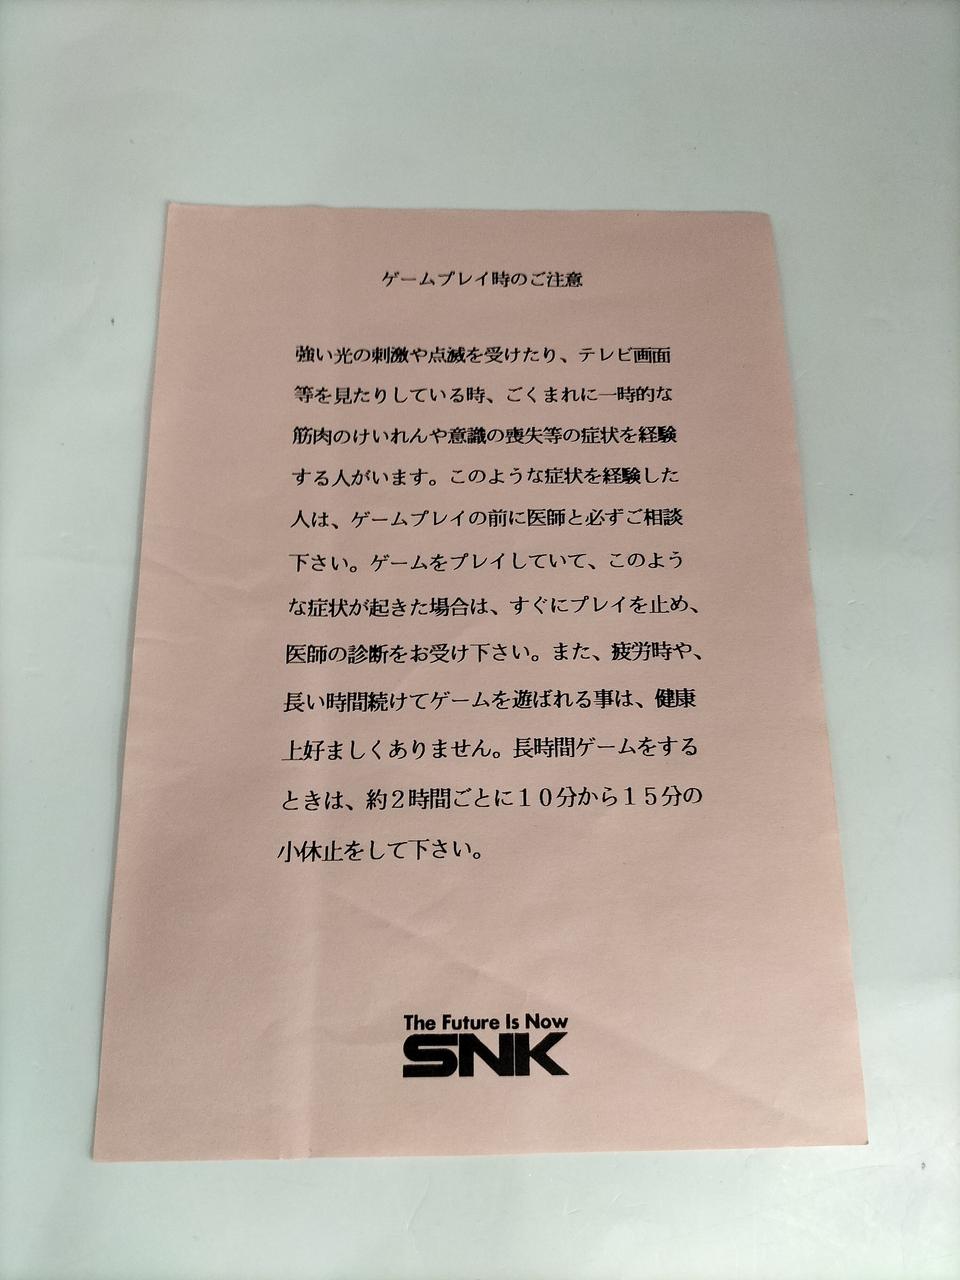 ゲームプレイ時のご注意
強い光の刺激や点滅を受けたり、テレビ画面
等を見たりしている時、ごくまれに一時的な
筋肉のけいれんや意識の喪失等の症状を経験
する人がいます。このような症状を経験した
人は、ゲームプレイの前に医師と必ずご相談
下さい。ゲームをプレイしていて、このよう
な症状が起きた場合は、すぐにプレイを止め、
医師の診断をお受け下さい。また、疲労時や、
長い時間続けてゲームを遊ばれる事は、健康
上好ましくありません。長時間ゲームをする
ときは、約２時間ごとに１０分から１５分の
小休止をして下さい。
The Future Is Now
SNK